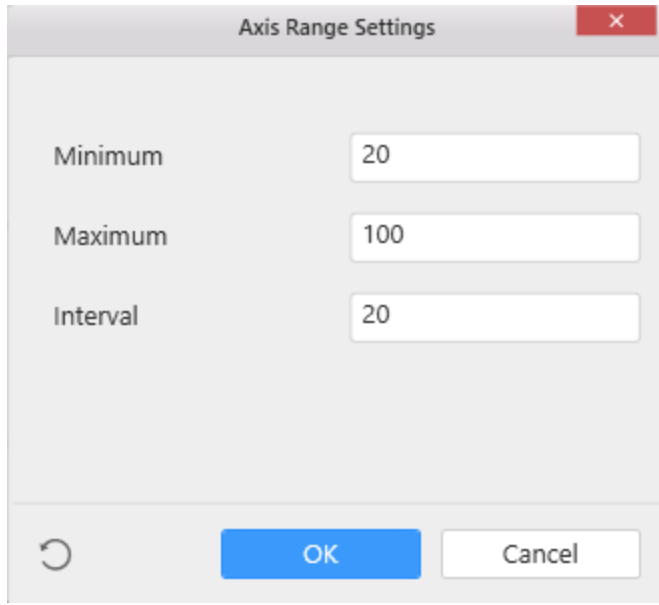 Axis Range Settings
Minimum 20
Maximum 100
Interval 20
OK Cancel